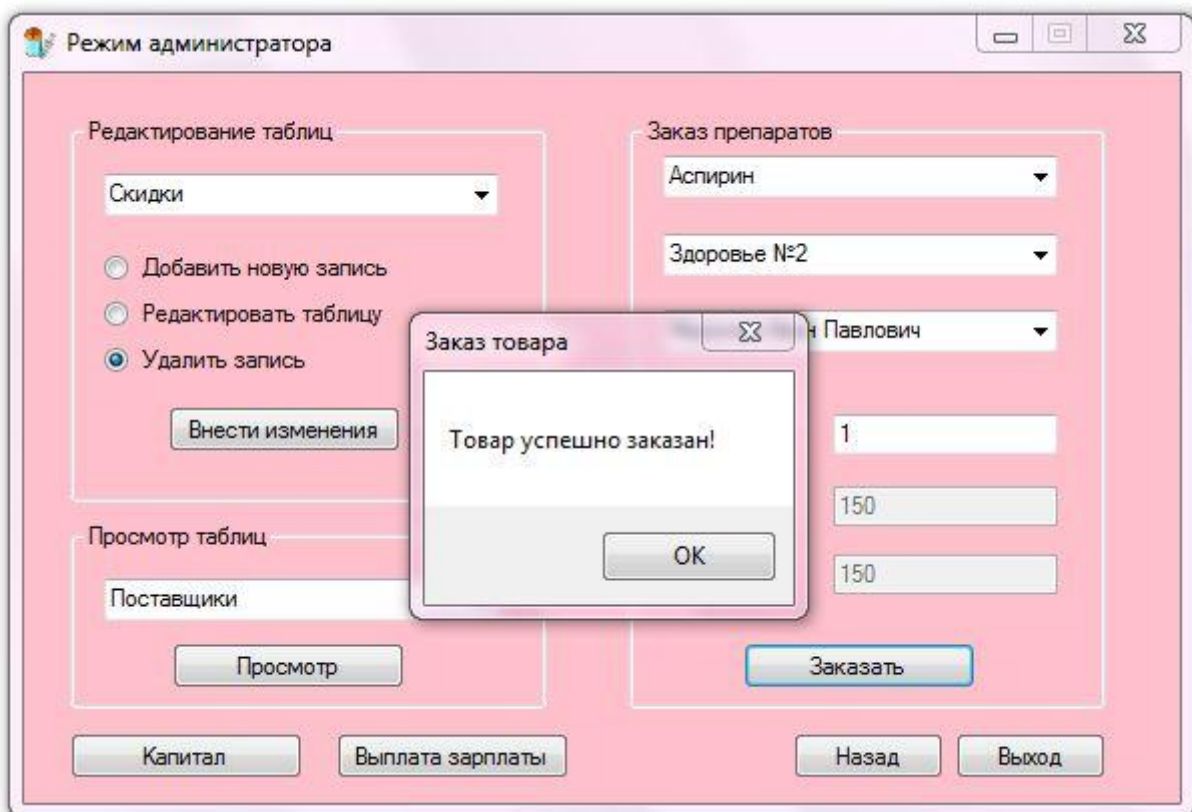 Режим администратора
Редактирование таблиц
Скидки
Добавить новую запись
Редактировать таблицу
Удалить запись
Внести изменения
Просмотр таблиц
Поставщики
Просмотр
Заказ препаратов
Аспирин
Здоровье №2
Павлович
1
150
150
Заказать
Заказ товара
Товар успешно заказан!
OK
Капитал
Выплата зарплаты
Назад
Выход